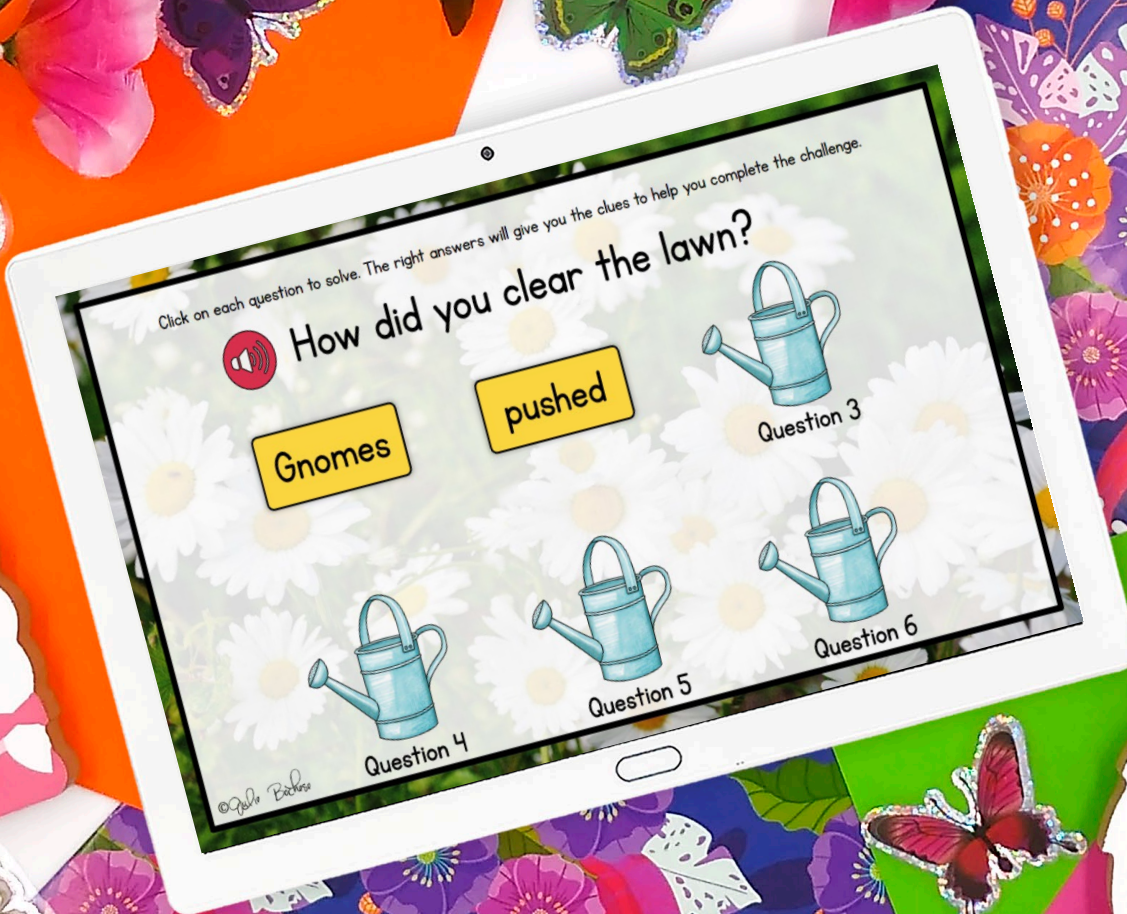 Click on each question to solve. The right answers will give you the clues to help you complete the challenge.
How did you clear the lawn?
Gnomes
pushed
Question 3
Question 4
Question 5
Question 6